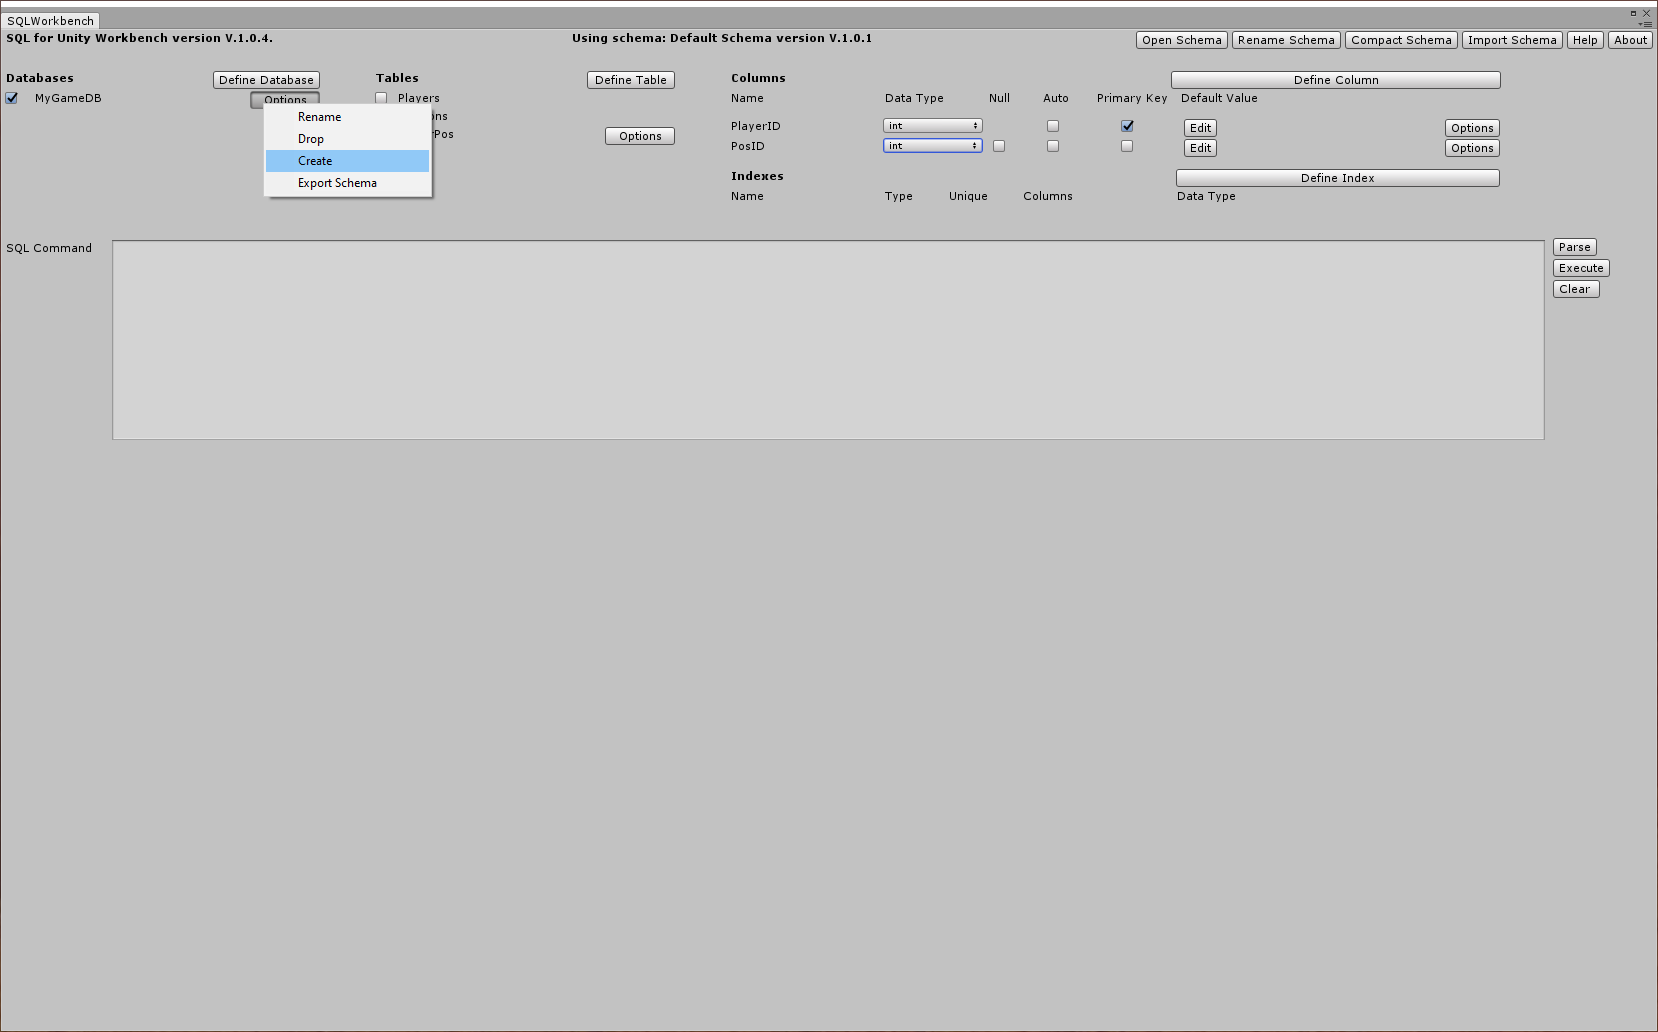 SQLWorkbench
SQL for Unity Workbench version V.1.0.4. Using schema: Default Schema version V.1.0.1 Open Schema Rename Schema Compact Schema Import Schema Help About
Databases Define Database Tables Define Table Columns Define Column
MyGameDB Options Players Name Data Type Null Auto Primary Key Default Value
Rename
Drop Options
Create
Export Schema
PlayerID int Edit Options
PosID int Edit Options
Indexes Define Index
Name Type Unique Columns Data Type
SQL Command Parse
Execute
Clear